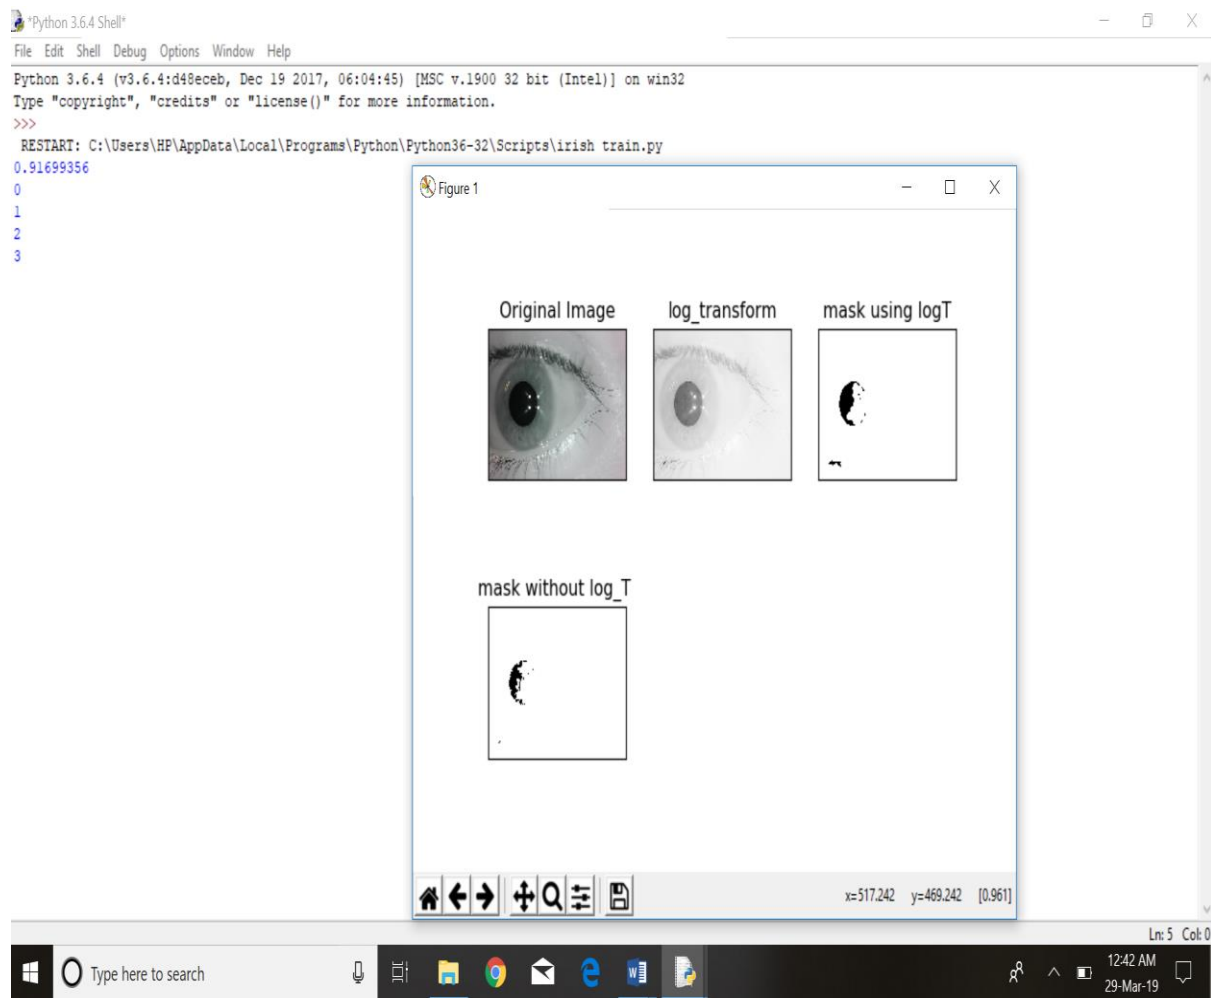 *Python 3.6.4 Shell*
File Edit Shell Debug Options Window Help
Python 3.6.4 (v3.6.4:d48eceb, Dec 19 2017, 06:04:45) [MSC v.1900 32 bit (Intel)] on win32
Type "copyright", "credits" or "license()" for more information.
>>>
RESTART: C:\Users\HP\AppData\Local\Programs\Python\Python36-32\Scripts\irish train.py
0.91699356
0
1
2
3
Figure 1
Original Image log_transform mask using logT
mask without log_T
x=517.242 y=469.242 [0.961]
Ln: 5 Col: 0
Type here to search
12:42 AM
29-Mar-19